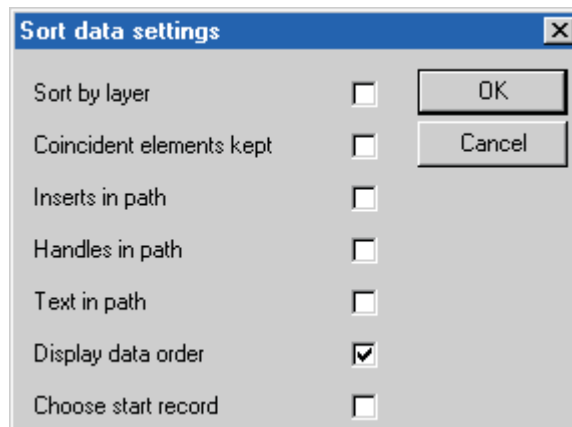 Sort data settings
Sort by layer
OK
Coincident elements kept
Cancel
Inserts in path
Handles in path
Text in path
Display data order
Choose start record